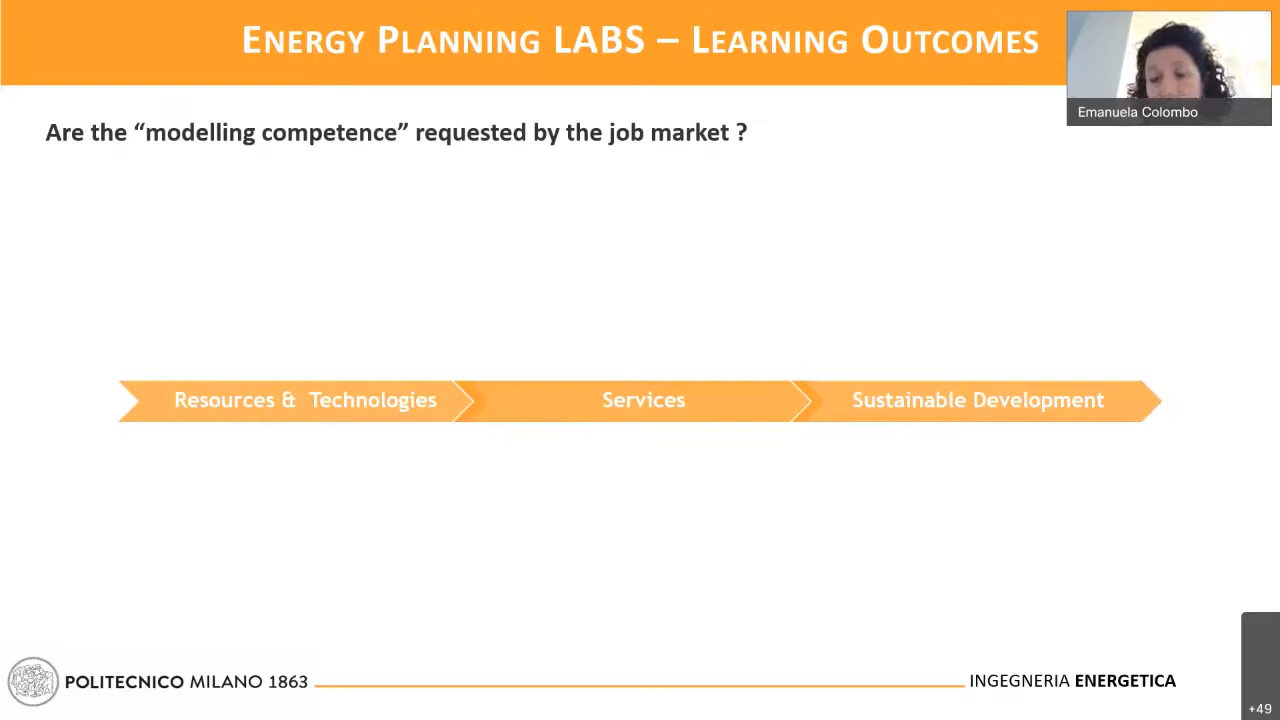 ENERGY PLANNING LABS – LEARNING OUTCOMES
Emanuela Colombo
Are the “modelling competence” requested by the job market ?
Resources & Technologies
Services
Sustainable Development
POLITECNICO MILANO 1863
INGEGNERIA ENERGETICA
+49